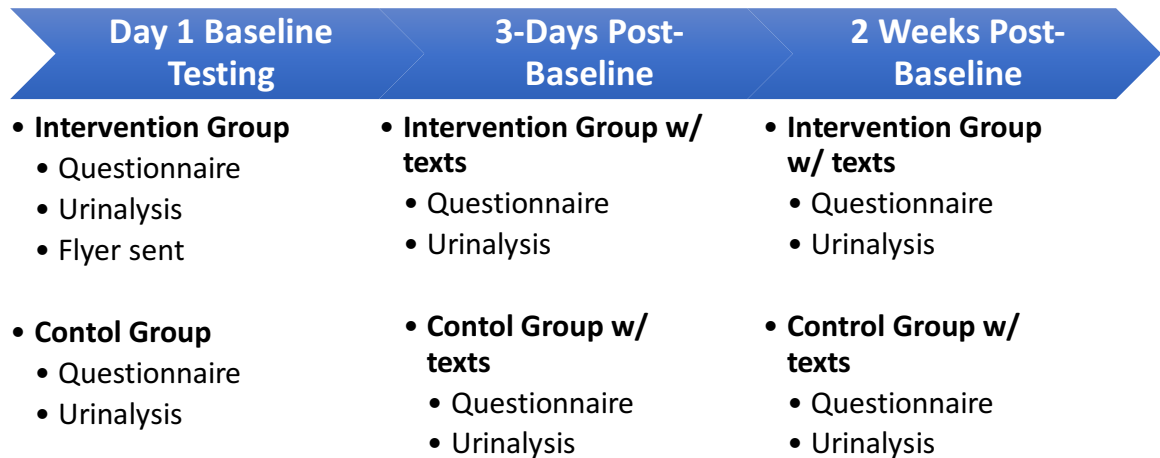 Day 1 Baseline
Testing
3-Days Post-
Baseline
2 Weeks Post-
Baseline
• Intervention Group
• Questionnaire
• Urinalysis
• Flyer sent
• Contol Group
• Questionnaire
• Urinalysis
• Intervention Group w/
texts
• Questionnaire
• Urinalysis
• Contol Group w/
texts
• Questionnaire
• Urinalysis
• Intervention Group
w/ texts
• Questionnaire
• Urinalysis
• Control Group w/
texts
• Questionnaire
• Urinalysis